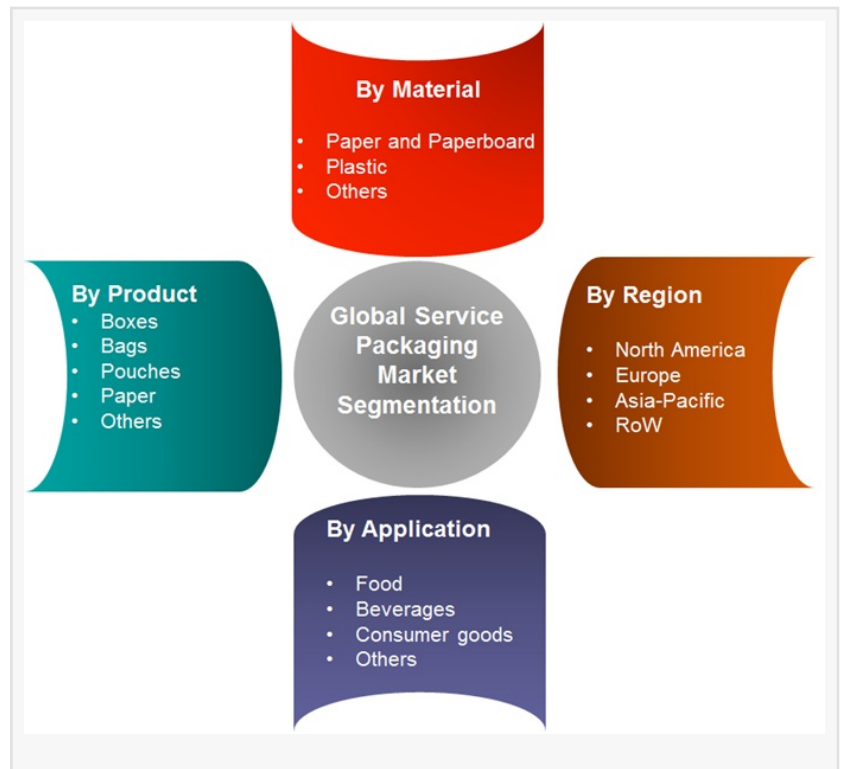 By Material
• Paper and Paperboard
• Plastic
• Others
By Product
• Boxes
• Bags
• Pouches
• Paper
• Others
Global Service
Packaging
Market
Segmentation
By Region
• North America
• Europe
• Asia-Pacific
• RoW
By Application
• Food
• Beverages
• Consumer goods
• Others